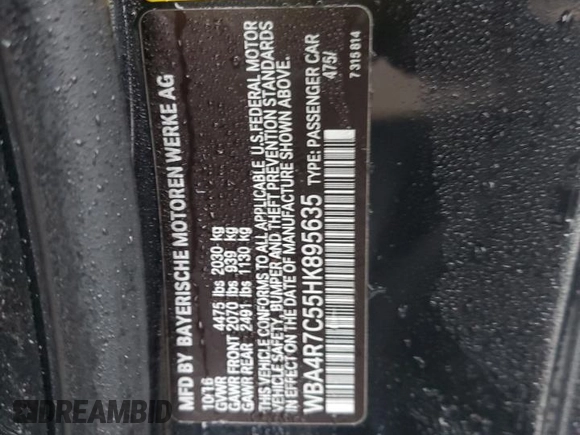 MFD BY BAYERISCHE MOTOREN WERKE AG
10/16
GVWR 4475 lbs 2030 kg
GAWR FRONT 2070 lbs 939 kg
GAWR REAR 2491 lbs 1130 kg
THIS VEHICLE CONFORMS TO ALL APPLICABLE U.S.FEDERAL MOTOR
VEHICLE SAFETY, BUMPER AND THEFT PREVENTION STANDARDS
IN EFFECT ON THE DATE OF MANUFACTURE SHOWN ABOVE.
WBA4R7C55HK895635 TYPE: PASSENGER CAR
475/
7 315 814
DREAMBID